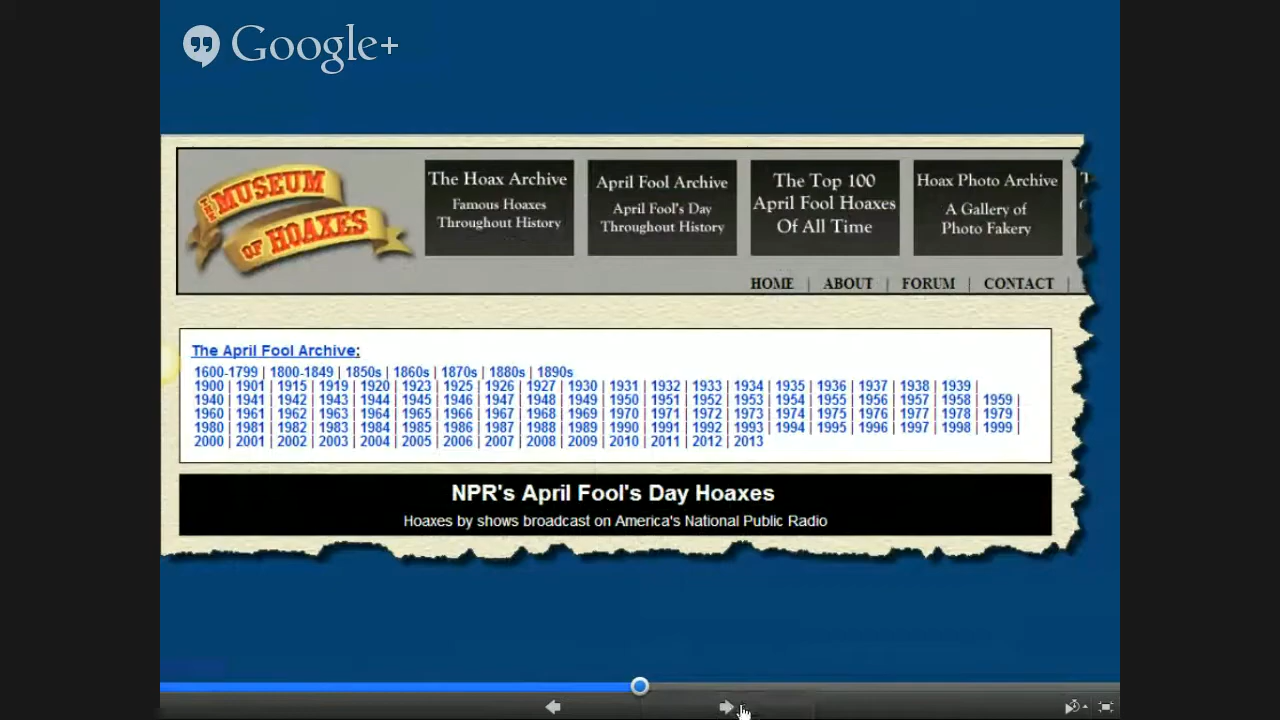 Google+
THE MUSEUM
OF HOAXES
The Hoax Archive
Famous Hoaxes
Throughout History
April Fool Archive
April Fool's Day
Throughout History
The Top 100
April Fool Hoaxes
Of All Time
Hoax Photo Archive
A Gallery of
Photo Fakery
HOME | ABOUT | FORUM | CONTACT |
The April Fool Archive:
1600-1799 | 1800-1849 | 1850s | 1860s | 1870s | 1880s | 1890s
1900 | 1901 | 1915 | 1919 | 1920 | 1923 | 1925 | 1926 | 1927 | 1930 | 1931 | 1932 | 1933 | 1934 | 1935 | 1936 | 1937 | 1938 | 1939 |
1940 | 1941 | 1942 | 1943 | 1944 | 1945 | 1946 | 1947 | 1948 | 1949 | 1950 | 1951 | 1952 | 1953 | 1954 | 1955 | 1956 | 1957 | 1958 | 1959 |
1960 | 1961 | 1962 | 1963 | 1964 | 1965 | 1966 | 1967 | 1968 | 1969 | 1970 | 1971 | 1972 | 1973 | 1974 | 1975 | 1976 | 1977 | 1978 | 1979 |
1980 | 1981 | 1982 | 1983 | 1984 | 1985 | 1986 | 1987 | 1988 | 1989 | 1990 | 1991 | 1992 | 1993 | 1994 | 1995 | 1996 | 1997 | 1998 | 1999 |
2000 | 2001 | 2002 | 2003 | 2004 | 2005 | 2006 | 2007 | 2008 | 2009 | 2010 | 2011 | 2012 | 2013
NPR's April Fool's Day Hoaxes
Hoaxes by shows broadcast on America's National Public Radio